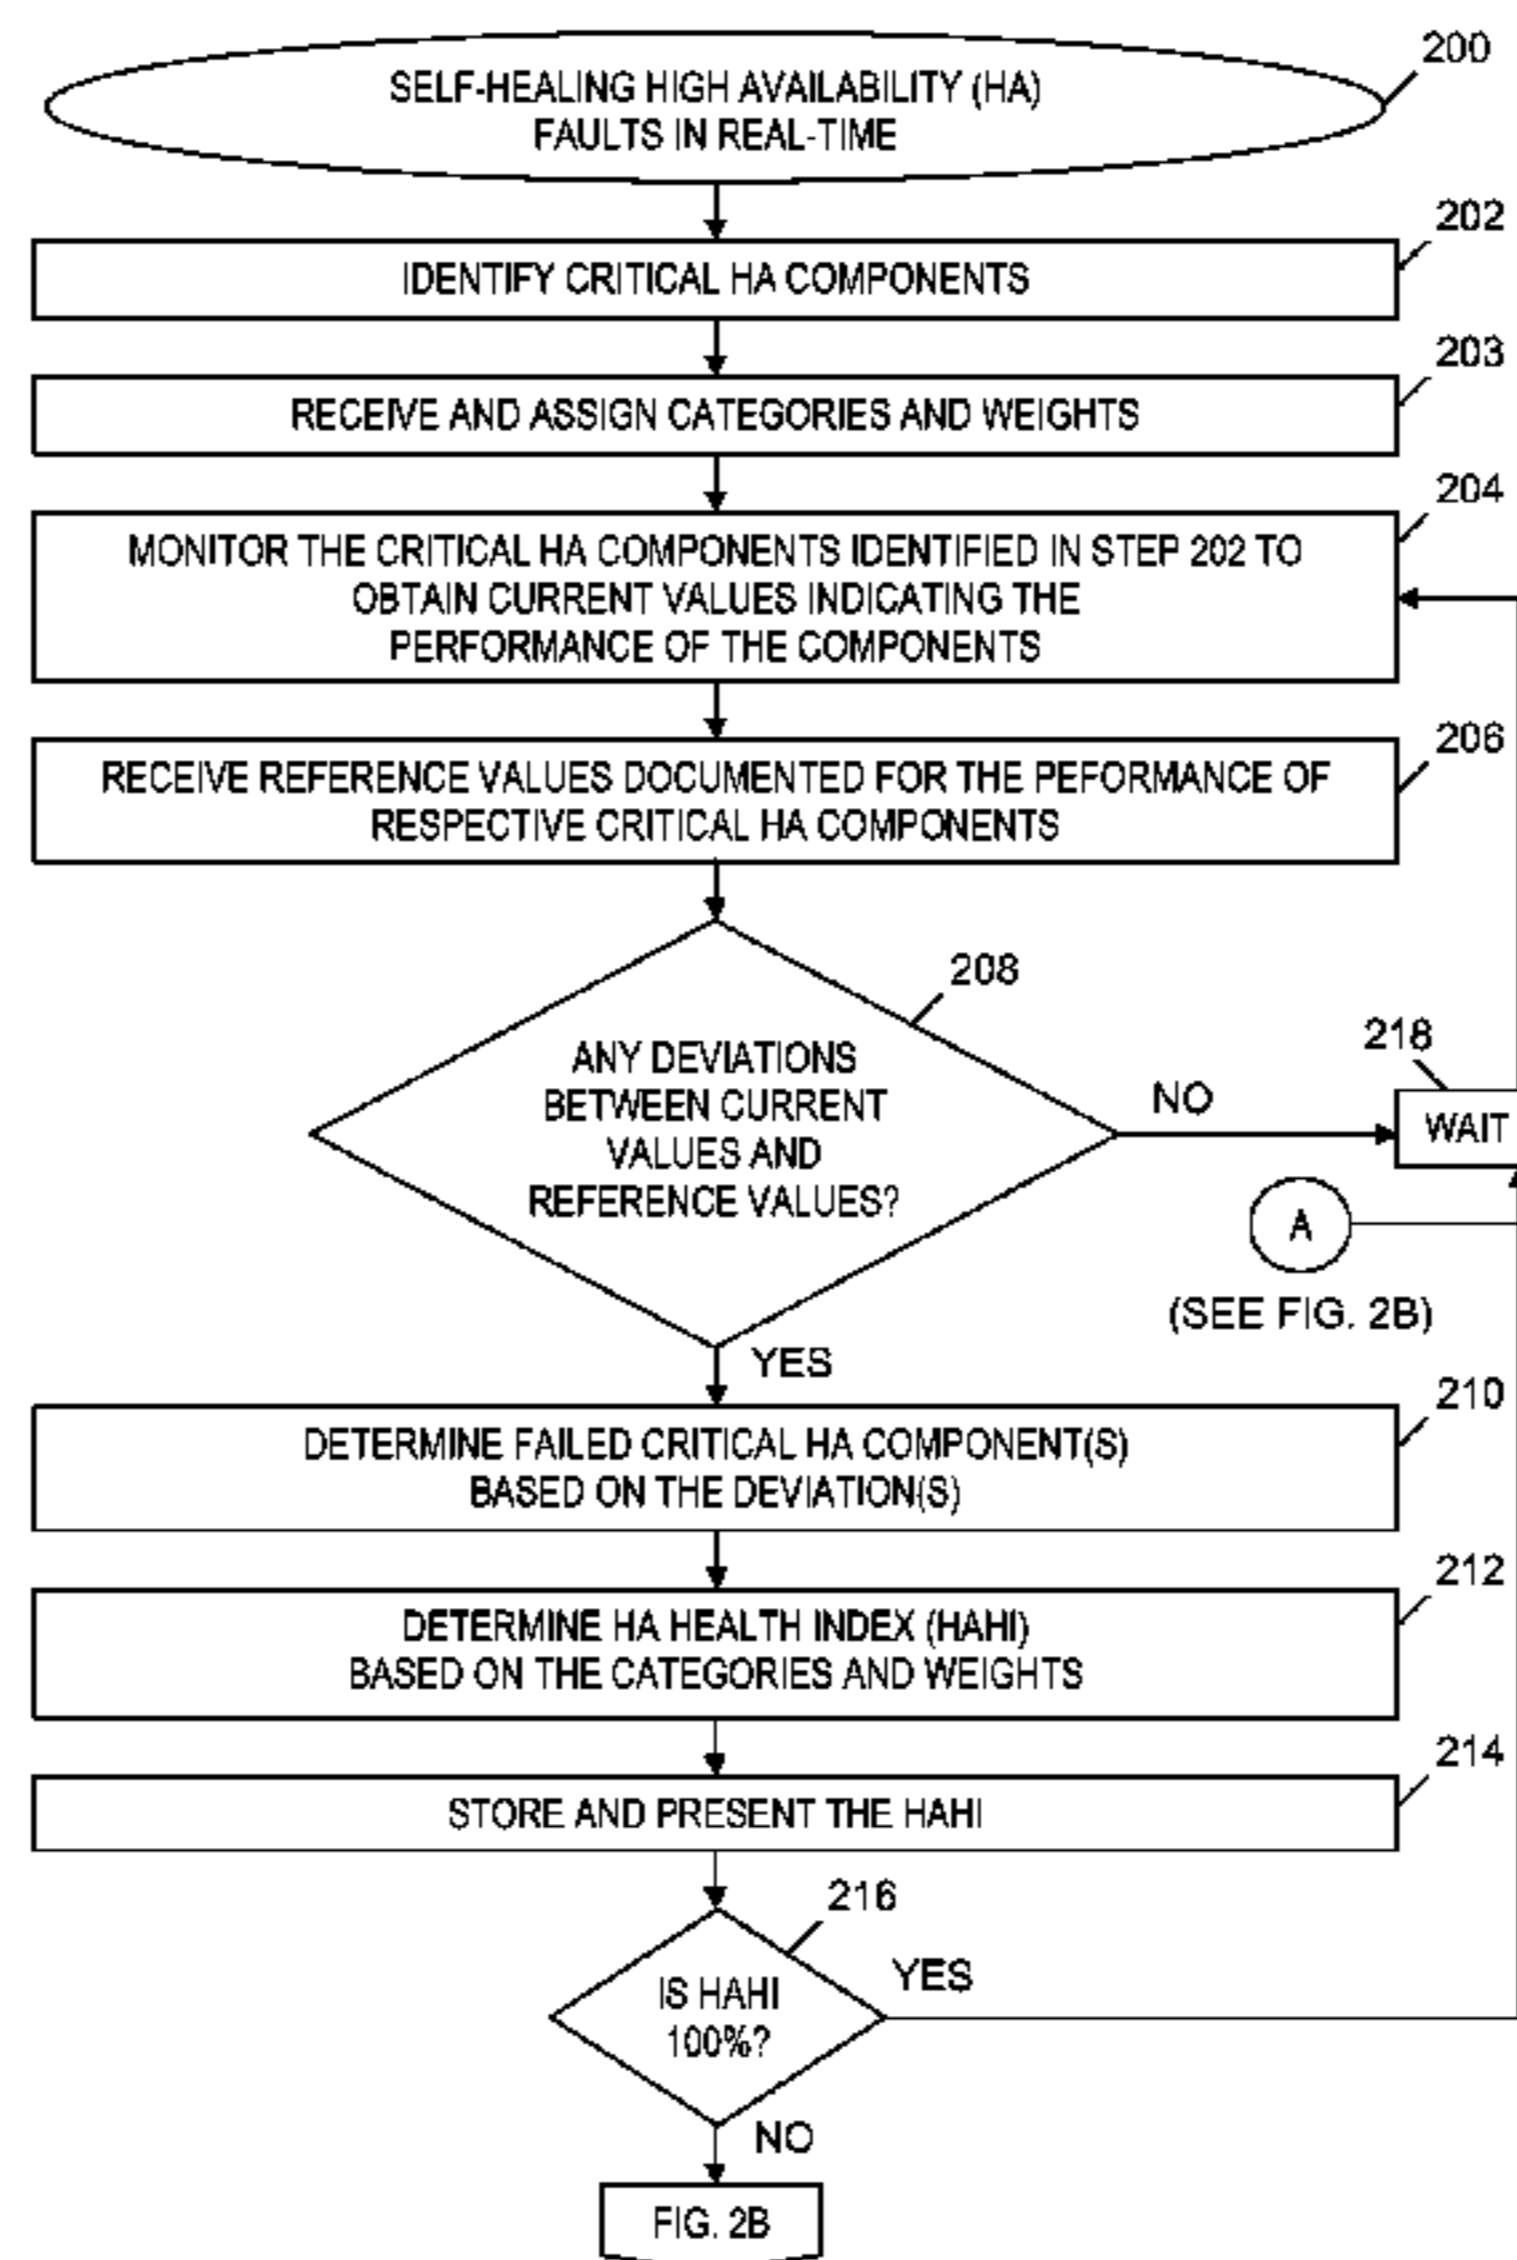 200
SELF-HEALING HIGH AVAILABILITY (HA)
FAULTS IN REAL-TIME
202
IDENTIFY CRITICAL HA COMPONENTS
203
RECEIVE AND ASSIGN CATEGORIES AND WEIGHTS
204
MONITOR THE CRITICAL HA COMPONENTS IDENTIFIED IN STEP 202 TO
OBTAIN CURRENT VALUES INDICATING THE
PERFORMANCE OF THE COMPONENTS
206
RECEIVE REFERENCE VALUES DOCUMENTED FOR THE PEFORMANCE OF
RESPECTIVE CRITICAL HA COMPONENTS
208
ANY DEVIATIONS
BETWEEN CURRENT
VALUES AND
REFERENCE VALUES?
NO
218
WAIT
A
(SEE FIG. 2B)
YES
210
DETERMINE FAILED CRITICAL HA COMPONENT(S)
BASED ON THE DEVIATION(S)
212
DETERMINE HA HEALTH INDEX (HAHI)
BASED ON THE CATEGORIES AND WEIGHTS
214
STORE AND PRESENT THE HAHI
216
IS HAHI
100%?
YES
NO
FIG. 2B